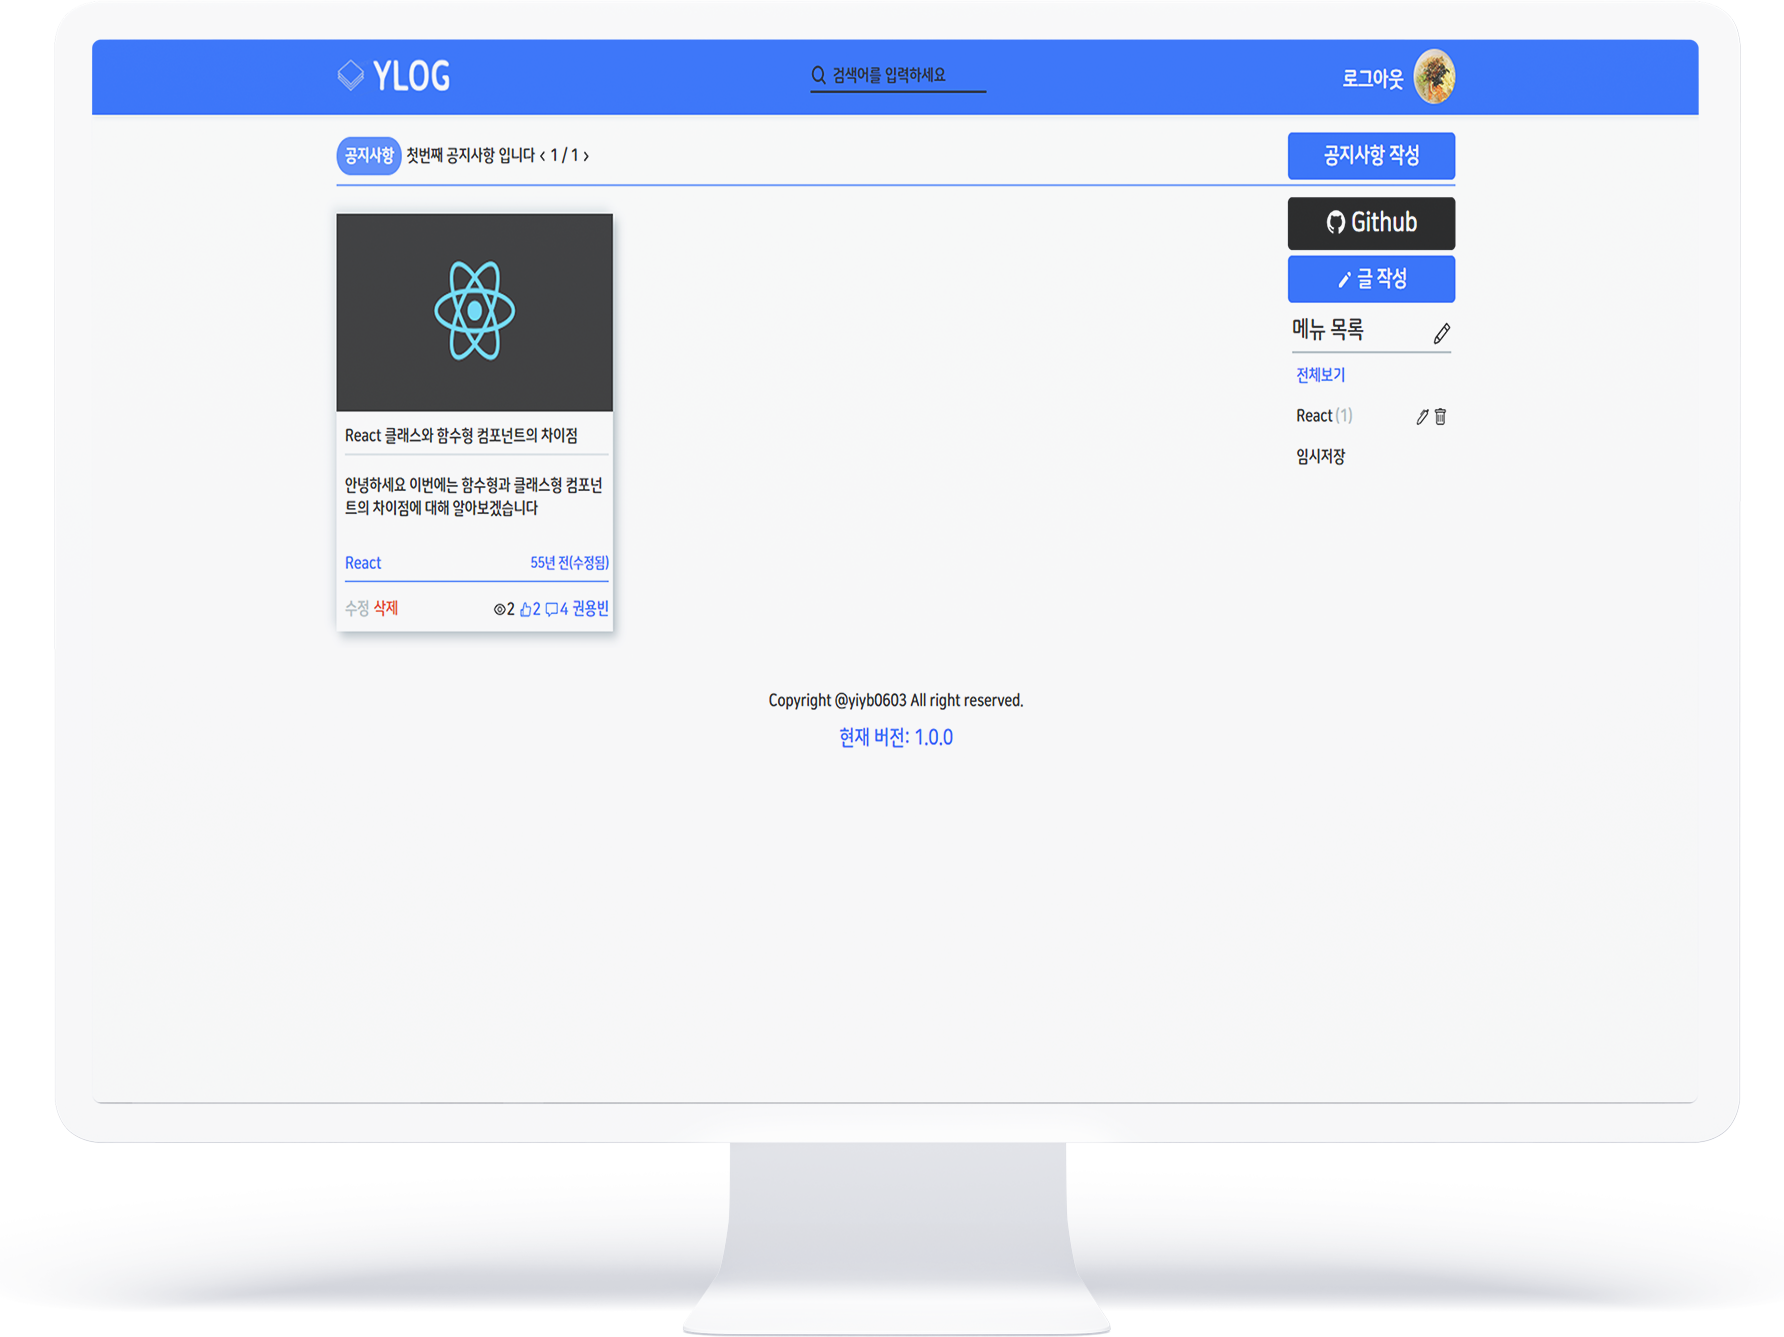 YLOG
검색어를 입력하세요
로그아웃
공지사항 첫번째 공지사항 입니다 ‹ 1 / 1 ›
공지사항 작성
Github
글 작성
메뉴 목록
전체보기
React (1)
임시저장
React 클래스와 함수형 컴포넌트의 차이점
안녕하세요 이번에는 함수형과 클래스형 컴포넌
트의 차이점에 대해 알아보겠습니다
React 55년 전(수정됨)
수정 삭제 2 2 4 권용빈
Copyright @yiyb0603 All right reserved.
현재 버전: 1.0.0